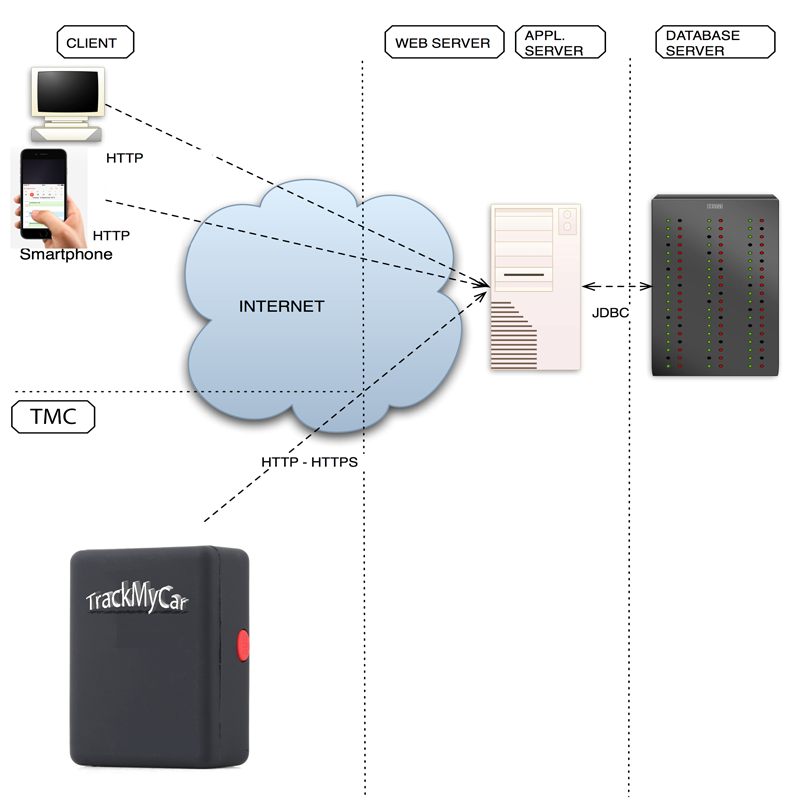 CLIENT
WEB SERVER
APPL.
SERVER
DATABASE
SERVER
HTTP
HTTP
Smartphone
INTERNET
JDBC
TMC
HTTP - HTTPS
TrackMyCar